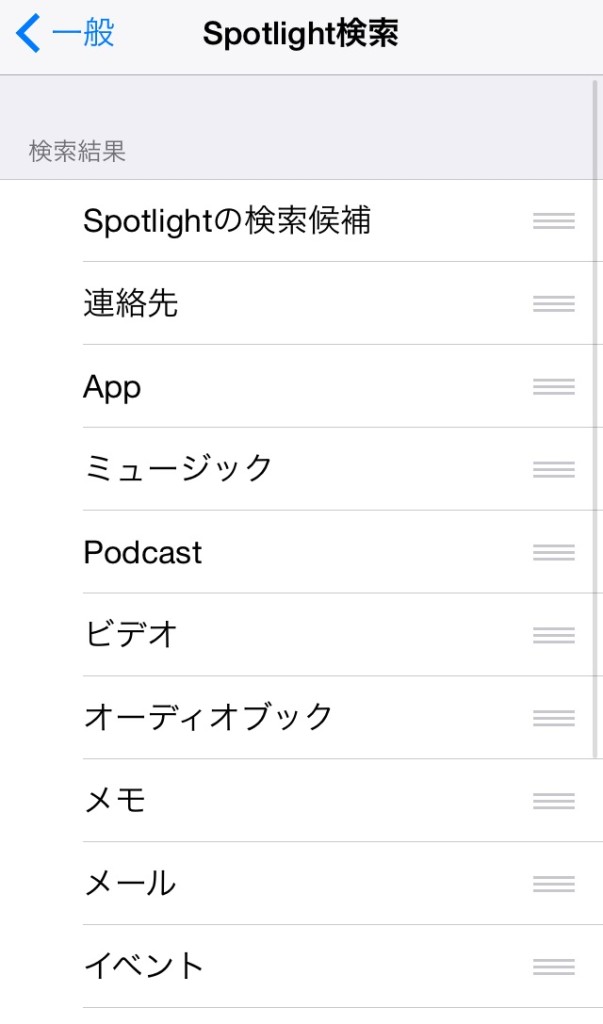 一般
Spotlight検索
検索結果
Spotlightの検索候補
連絡先
App
ミュージック
Podcast
ビデオ
オーディオブック
メモ
メール
イベント